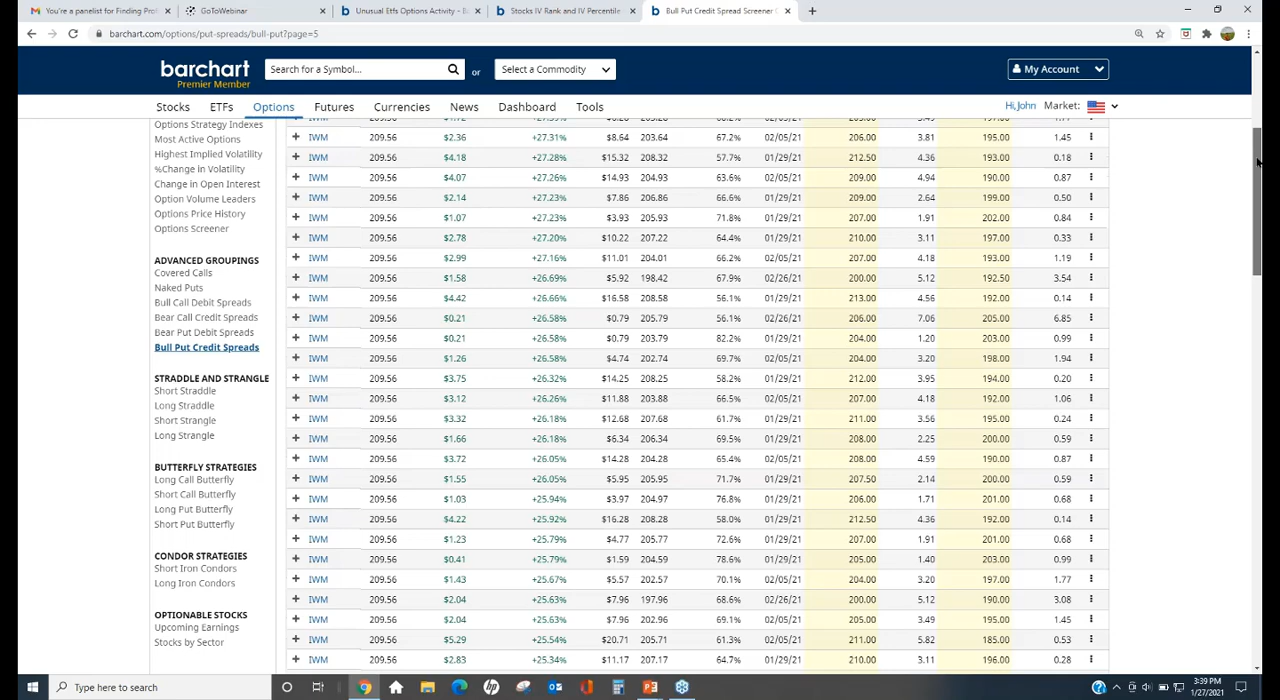 You're a panelist for Finding Pro
GoToWebinar
Unusual Etfs Options Activity - B
Stocks IV Rank and IV Percentile
Bull Put Credit Spread Screener
barchart.com/options/put-spreads/bull-put?page=5
barchart
Premier Member
Search for a Symbol...
or
Select a Commodity
My Account
Stocks ETFs Options Futures Currencies News Dashboard Tools
Hi, John Market:
Options Strategy Indexes
Most Active Options
Highest Implied Volatility
%Change in Volatility
Change in Open Interest
Option Volume Leaders
Options Price History
Options Screener
ADVANCED GROUPINGS
Covered Calls
Naked Puts
Bull Call Debit Spreads
Bear Call Credit Spreads
Bear Put Debit Spreads
Bull Put Credit Spreads
STRADDLE AND STRANGLE
Short Straddle
Long Straddle
Short Strangle
Long Strangle
BUTTERFLY STRATEGIES
Long Call Butterfly
Short Call Butterfly
Long Put Butterfly
Short Put Butterfly
CONDOR STRATEGIES
Short Iron Condors
Long Iron Condors
OPTIONABLE STOCKS
Upcoming Earnings
Stocks by Sector
+ IWM 209.56 $2.36 +27.31% $8.64 203.64 67.2% 02/05/21 206.00 3.81 195.00 1.45
+ IWM 209.56 $4.18 +27.28% $15.32 208.32 57.7% 01/29/21 212.50 4.36 193.00 0.18
+ IWM 209.56 $4.07 +27.26% $14.93 204.93 63.6% 02/05/21 209.00 4.94 190.00 0.87
+ IWM 209.56 $2.14 +27.23% $7.86 206.86 66.6% 01/29/21 209.00 2.64 199.00 0.50
+ IWM 209.56 $1.07 +27.23% $3.93 205.93 71.8% 01/29/21 207.00 1.91 202.00 0.84
+ IWM 209.56 $2.78 +27.20% $10.22 207.22 64.4% 01/29/21 210.00 3.11 197.00 0.33
+ IWM 209.56 $2.99 +27.16% $11.01 204.01 66.2% 02/05/21 207.00 4.18 193.00 1.19
+ IWM 209.56 $1.58 +26.69% $5.92 198.42 67.9% 02/26/21 200.00 5.12 192.50 3.54
+ IWM 209.56 $4.42 +26.66% $16.58 208.58 56.1% 01/29/21 213.00 4.56 192.00 0.14
+ IWM 209.56 $0.21 +26.58% $0.79 205.79 56.1% 02/26/21 206.00 7.06 205.00 6.85
+ IWM 209.56 $0.21 +26.58% $0.79 203.79 82.2% 01/29/21 204.00 1.20 203.00 0.99
+ IWM 209.56 $1.26 +26.58% $4.74 202.74 69.7% 02/05/21 204.00 3.20 198.00 1.94
+ IWM 209.56 $3.75 +26.32% $14.25 208.25 58.2% 01/29/21 212.00 3.95 194.00 0.20
+ IWM 209.56 $3.12 +26.26% $11.88 203.88 66.5% 02/05/21 207.00 4.18 192.00 1.06
+ IWM 209.56 $3.32 +26.18% $12.68 207.68 61.7% 01/29/21 211.00 3.56 195.00 0.24
+ IWM 209.56 $1.66 +26.18% $6.34 206.34 69.5% 01/29/21 208.00 2.25 200.00 0.59
+ IWM 209.56 $3.72 +26.05% $14.28 204.28 65.4% 02/05/21 208.00 4.59 190.00 0.87
+ IWM 209.56 $1.55 +26.05% $5.95 205.95 71.7% 01/29/21 207.50 2.14 200.00 0.59
+ IWM 209.56 $1.03 +25.94% $3.97 204.97 76.8% 01/29/21 206.00 1.71 201.00 0.68
+ IWM 209.56 $4.22 +25.92% $16.28 208.28 58.0% 01/29/21 212.50 4.36 192.00 0.14
+ IWM 209.56 $1.23 +25.79% $4.77 205.77 72.6% 01/29/21 207.00 1.91 201.00 0.68
+ IWM 209.56 $0.41 +25.79% $1.59 204.59 78.6% 01/29/21 205.00 1.40 203.00 0.99
+ IWM 209.56 $1.43 +25.67% $5.57 202.57 70.1% 02/05/21 204.00 3.20 197.00 1.77
+ IWM 209.56 $2.04 +25.63% $7.96 197.96 68.6% 02/26/21 200.00 5.12 190.00 3.08
+ IWM 209.56 $2.04 +25.63% $7.96 202.96 69.1% 02/05/21 205.00 3.49 195.00 1.45
+ IWM 209.56 $5.29 +25.54% $20.71 205.71 61.3% 02/05/21 211.00 5.82 185.00 0.53
+ IWM 209.56 $2.83 +25.34% $11.17 207.17 64.7% 01/29/21 210.00 3.11 196.00 0.28
Type here to search
3:39 PM
1/27/2021